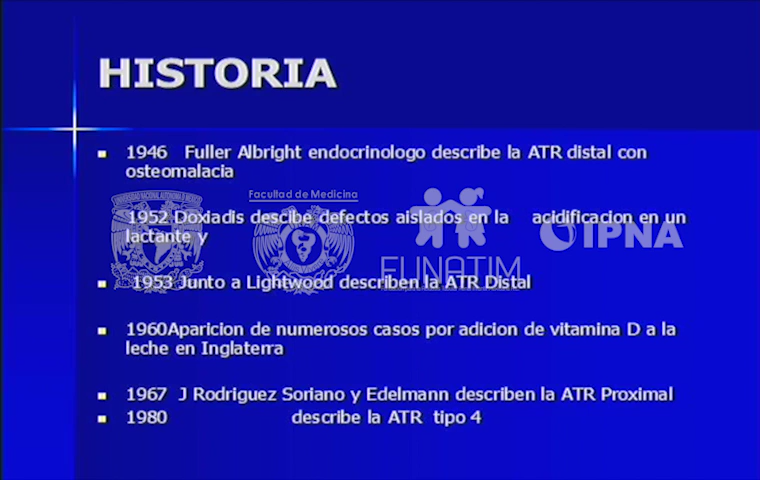 HISTORIA
1946 Fuller Albright endocrinologo describe la ATR distal con
osteomalacia
Facultad de Medicina
1952 Doxiadis descibe defectos aislados en la acidificacion en un
lactante y
IPNA
FUNATIM
1953 Junto a Lightwood describen la ATR Distal
1960Aparicion de numerosos casos por adicion de vitamina D a la
leche en Inglaterra
1967 J Rodriguez Soriano y Edelmann describen la ATR Proximal
1980 describe la ATR tipo 4